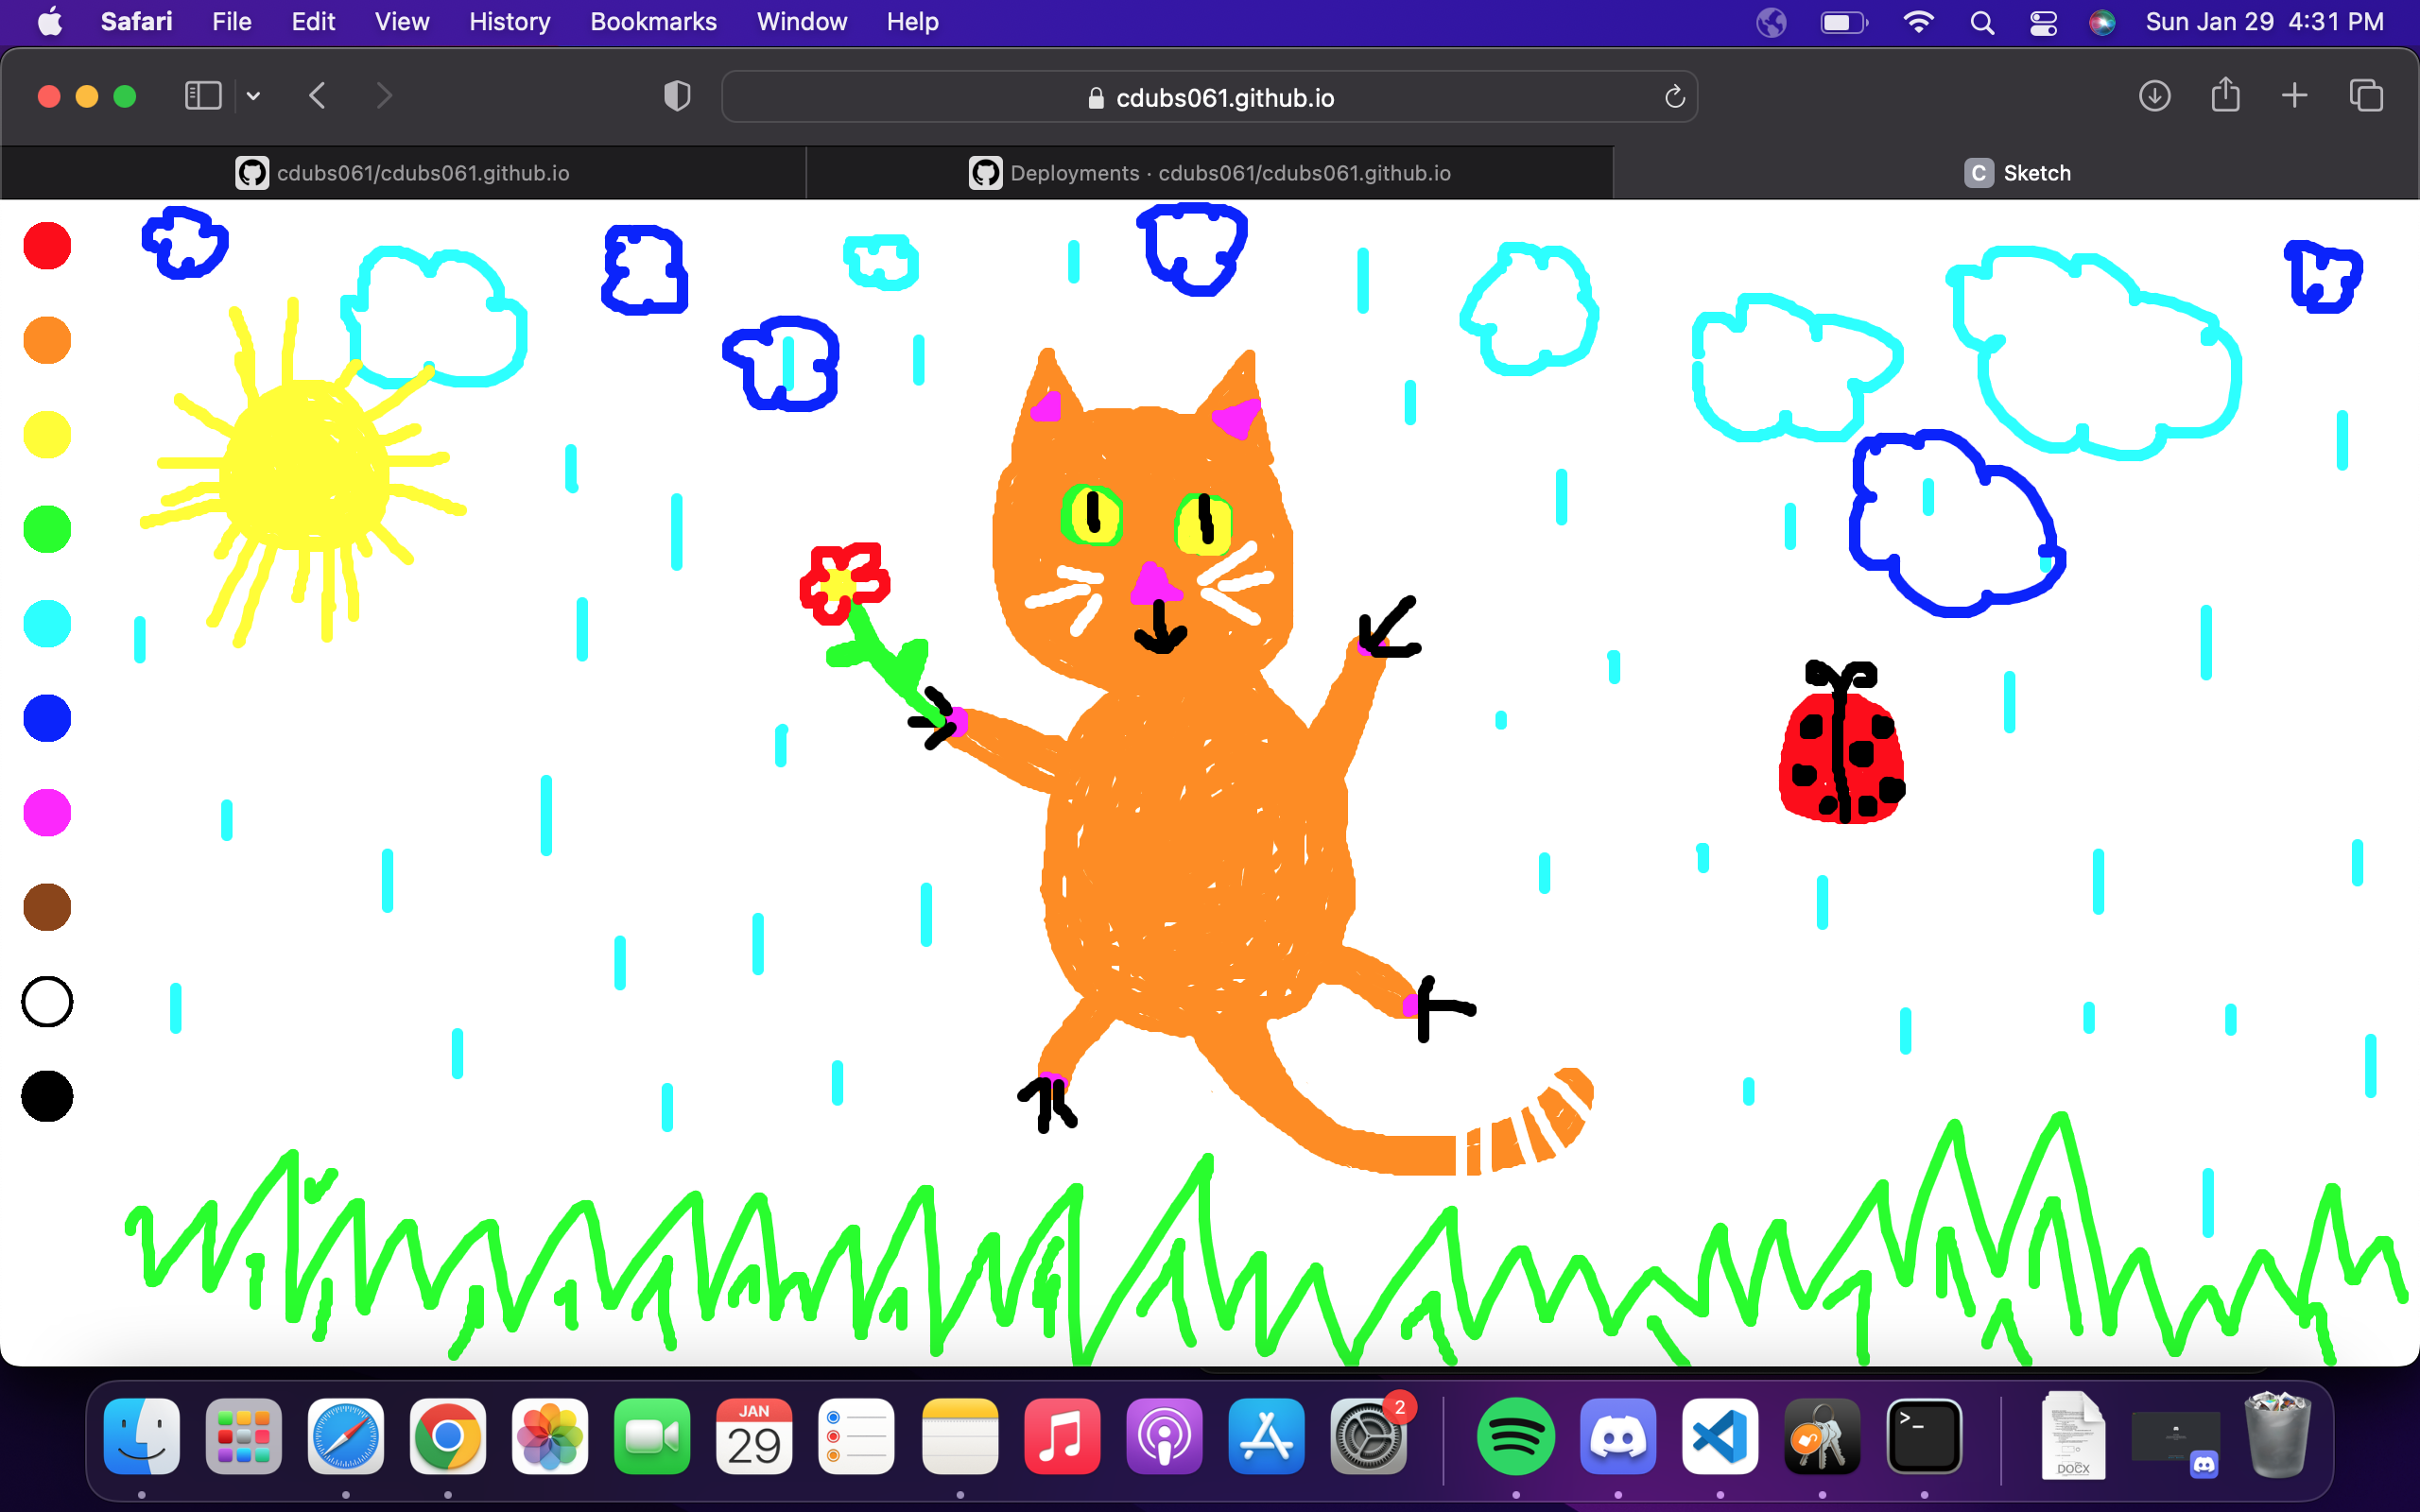 Safari File Edit View History Bookmarks Window Help Sun Jan 29 4:31 PM
cdubs061.github.io
cdubs061/cdubs061.github.io Deployments · cdubs061/cdubs061.github.io C Sketch
JAN
29
2
>_
DOCX